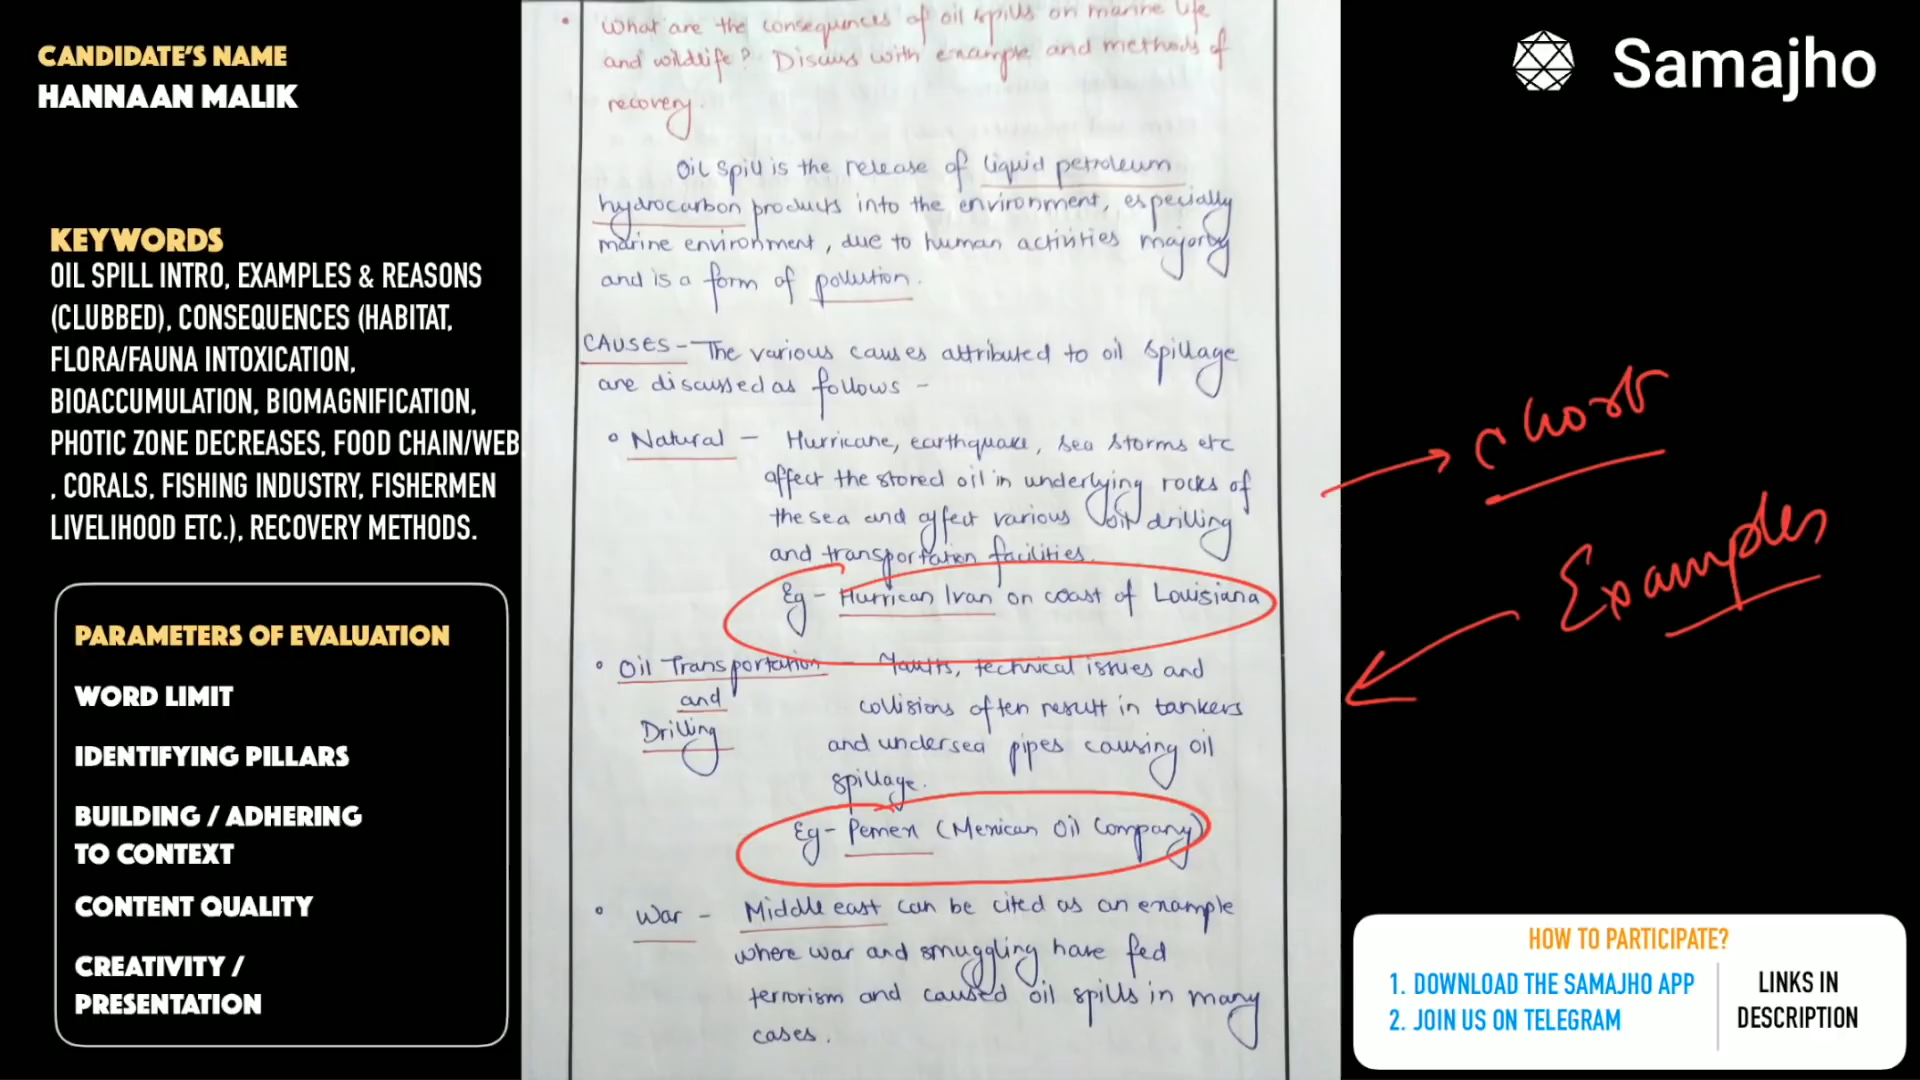 CANDIDATE'S NAME
HANNAAN MALIK
KEYWORDS
OIL SPILL INTRO, EXAMPLES & REASONS
(CLUBBED), CONSEQUENCES (HABITAT,
FLORA/FAUNA INTOXICATION,
BIOACCUMULATION, BIOMAGNIFICATION,
PHOTIC ZONE DECREASES, FOOD CHAIN/WEB
, CORALS, FISHING INDUSTRY, FISHERMEN
LIVELIHOOD ETC.), RECOVERY METHODS.
PARAMETERS OF EVALUATION
WORD LIMIT
IDENTIFYING PILLARS
BUILDING / ADHERING
TO CONTEXT
CONTENT QUALITY
CREATIVITY /
PRESENTATION
• What are the consequences of oil spills on marine life
and wildlife? Discuss with example and methods of
recovery.
Oil spill is the release of liquid petroleum
hydrocarbon products into the environment, especially
marine environment, due to human activities majorly
and is a form of pollution.
CAUSES - The various causes attributed to oil spillage
are discussed as follows -
Natural - Hurricane, earthquake, sea storms etc
affect the stored oil in underlying rocks of
the sea and affect various oil drilling
and transportation facilities.
Eg - Hurrican Ivan on coast of Louisiana
• Oil Transportation - Faults, technical issues and
and collisions often result in tankers
Drilling and undersea pipes causing oil
spillage.
Eg - Pemex (Mexican Oil Company)
War - Middle east can be cited as an example
where war and smuggling have fed
terrorism and caused oil spills in many
cases.
Samajho
short
Examples
HOW TO PARTICIPATE?
1. DOWNLOAD THE SAMAJHO APP
2. JOIN US ON TELEGRAM
LINKS IN
DESCRIPTION